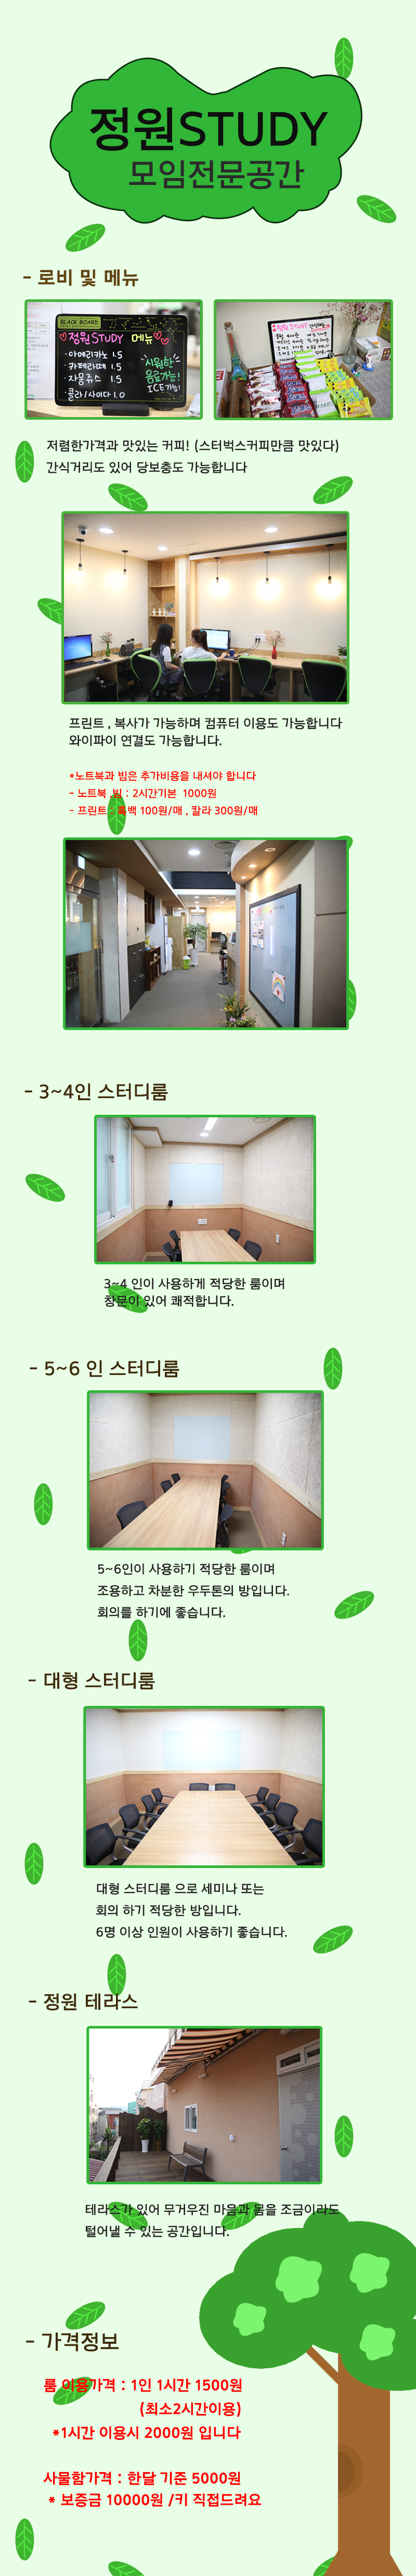 정원STUDY
모임전문공간
- 로비 및 메뉴
BLACK BOARD
정원STUDY 메뉴
·아메리카노 1.5
·카페라떼 1.5
·자몽쥬스 1.5
·콜라/사이다 1.0
시원한
음료가능!
ICE가능!
정원STUDY
저렴한가격과 맛있는 커피! (스터벅스커피만큼 맛있다)
간식거리도 있어 당보충도 가능합니다
프린트 , 복사가 가능하며 컴퓨터 이용도 가능합니다
와이파이 연결도 가능합니다.
*노트북과 빔은 추가비용을 내셔야 합니다
- 노트북 ,빔 : 2시간기본 1000원
- 프린트 : 흑백 100원/매 , 칼라 300원/매
- 3~4인 스터디룸
3~4 인이 사용하게 적당한 룸이며
창문이 있어 쾌적합니다.
- 5~6 인 스터디룸
5~6인이 사용하기 적당한 룸이며
조용하고 차분한 우두톤의 방입니다.
회의를 하기에 좋습니다.
- 대형 스터디룸
대형 스터디룸 으로 세미나 또는
회의 하기 적당한 방입니다.
6명 이상 인원이 사용하기 좋습니다.
- 정원 테라스
테라스가 있어 무거우진 마음과 몸을 조금이라도
털어낼 수 있는 공간입니다.
- 가격정보
룸 이용가격 : 1인 1시간 1500원
(최소2시간이용)
*1시간 이용시 2000원 입니다
사물함가격 : 한달 기준 5000원
* 보증금 10000원 /키 직접드려요